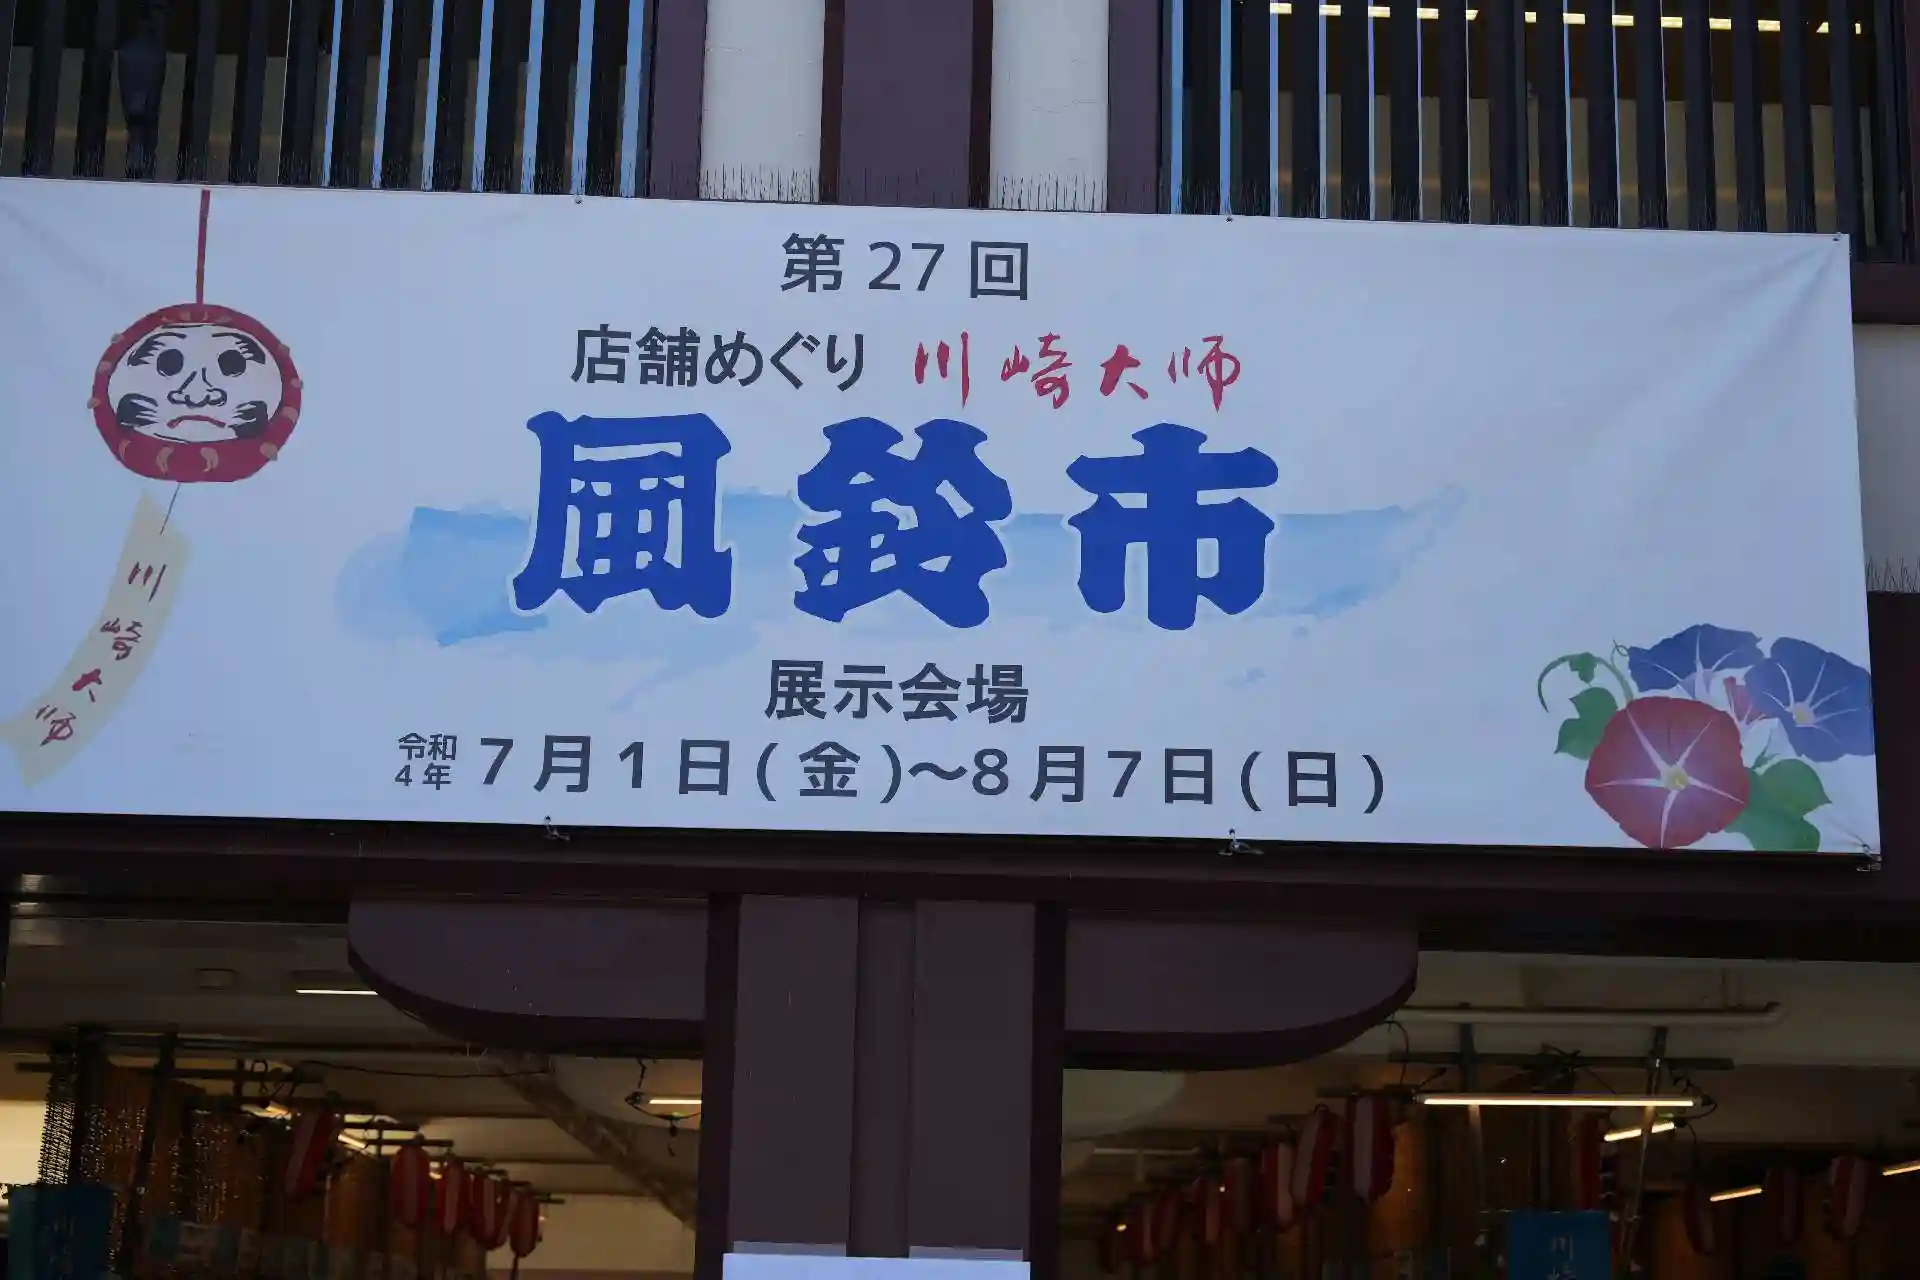 第27回
店舗めぐり 川崎大師
風鈴市
展示会場
令和4年 7月1日(金)〜8月7日(日)
川崎大師